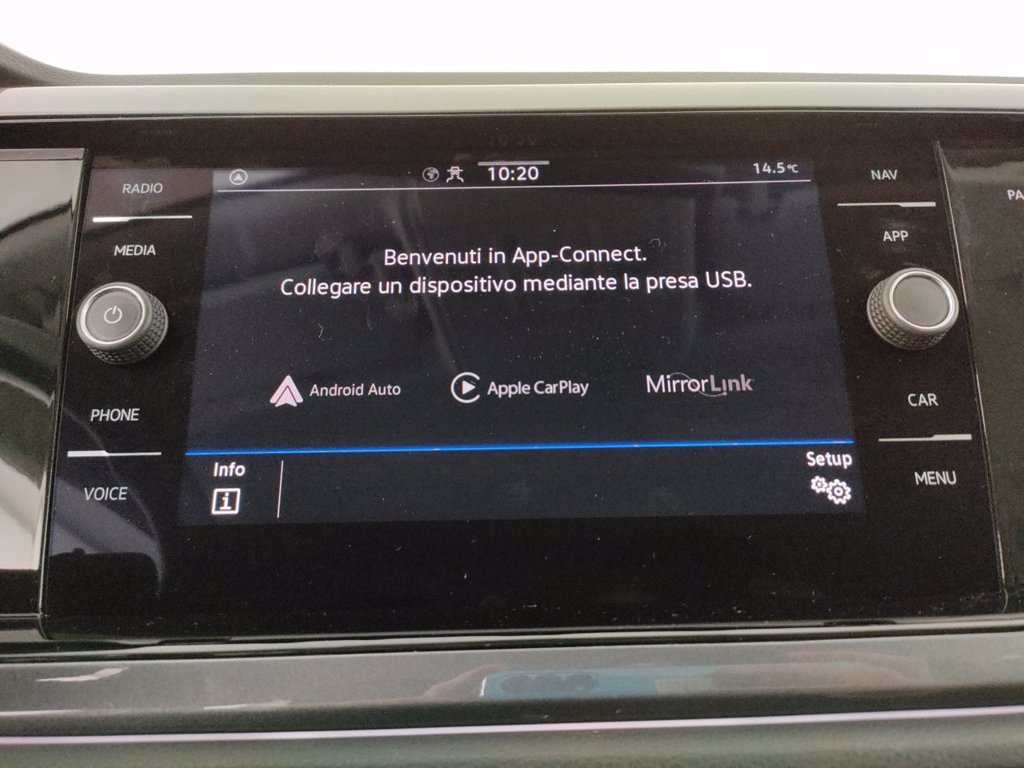 10:20
14.5°C
RADIO
MEDIA
PHONE
VOICE
Benvenuti in App-Connect.
Collegare un dispositivo mediante la presa USB.
Android Auto
Apple CarPlay
MirrorLink
Info
Setup
NAV
APP
CAR
MENU